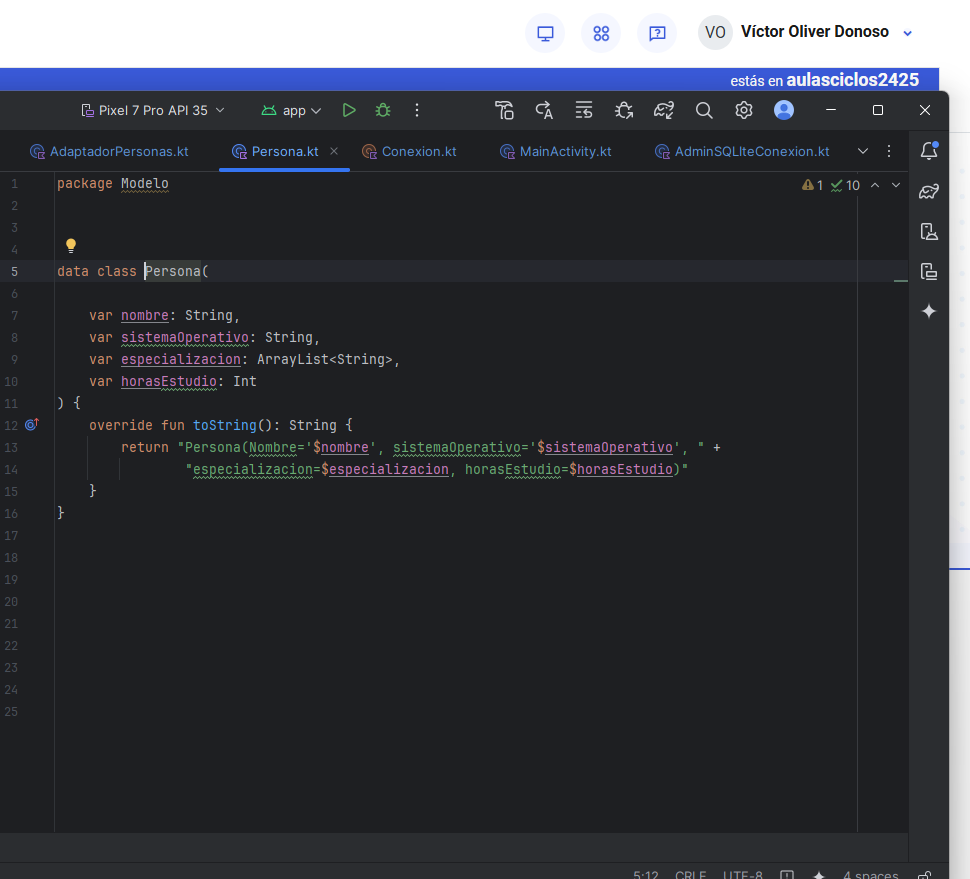 VO Víctor Oliver Donoso
estás en aulasciclos2425
Pixel 7 Pro API 35 app
AdaptadorPersonas.kt Persona.kt Conexion.kt MainActivity.kt AdminSQLIteConexion.kt
1 package Modelo 1 10
2
3
4
5 data class Persona(
6
7 var nombre: String,
8 var sistemaOperativo: String,
9 var especializacion: ArrayList<String>,
10 var horasEstudio: Int
11 ) {
12 override fun toString(): String {
13 return "Persona(Nombre='$nombre', sistemaOperativo='$sistemaOperativo', " +
14 "especializacion=$especializacion, horasEstudio=$horasEstudio)"
15 }
16 }
17
18
19
20
21
22
23
24
25
5:12 CRLF UTF-8 4 spaces